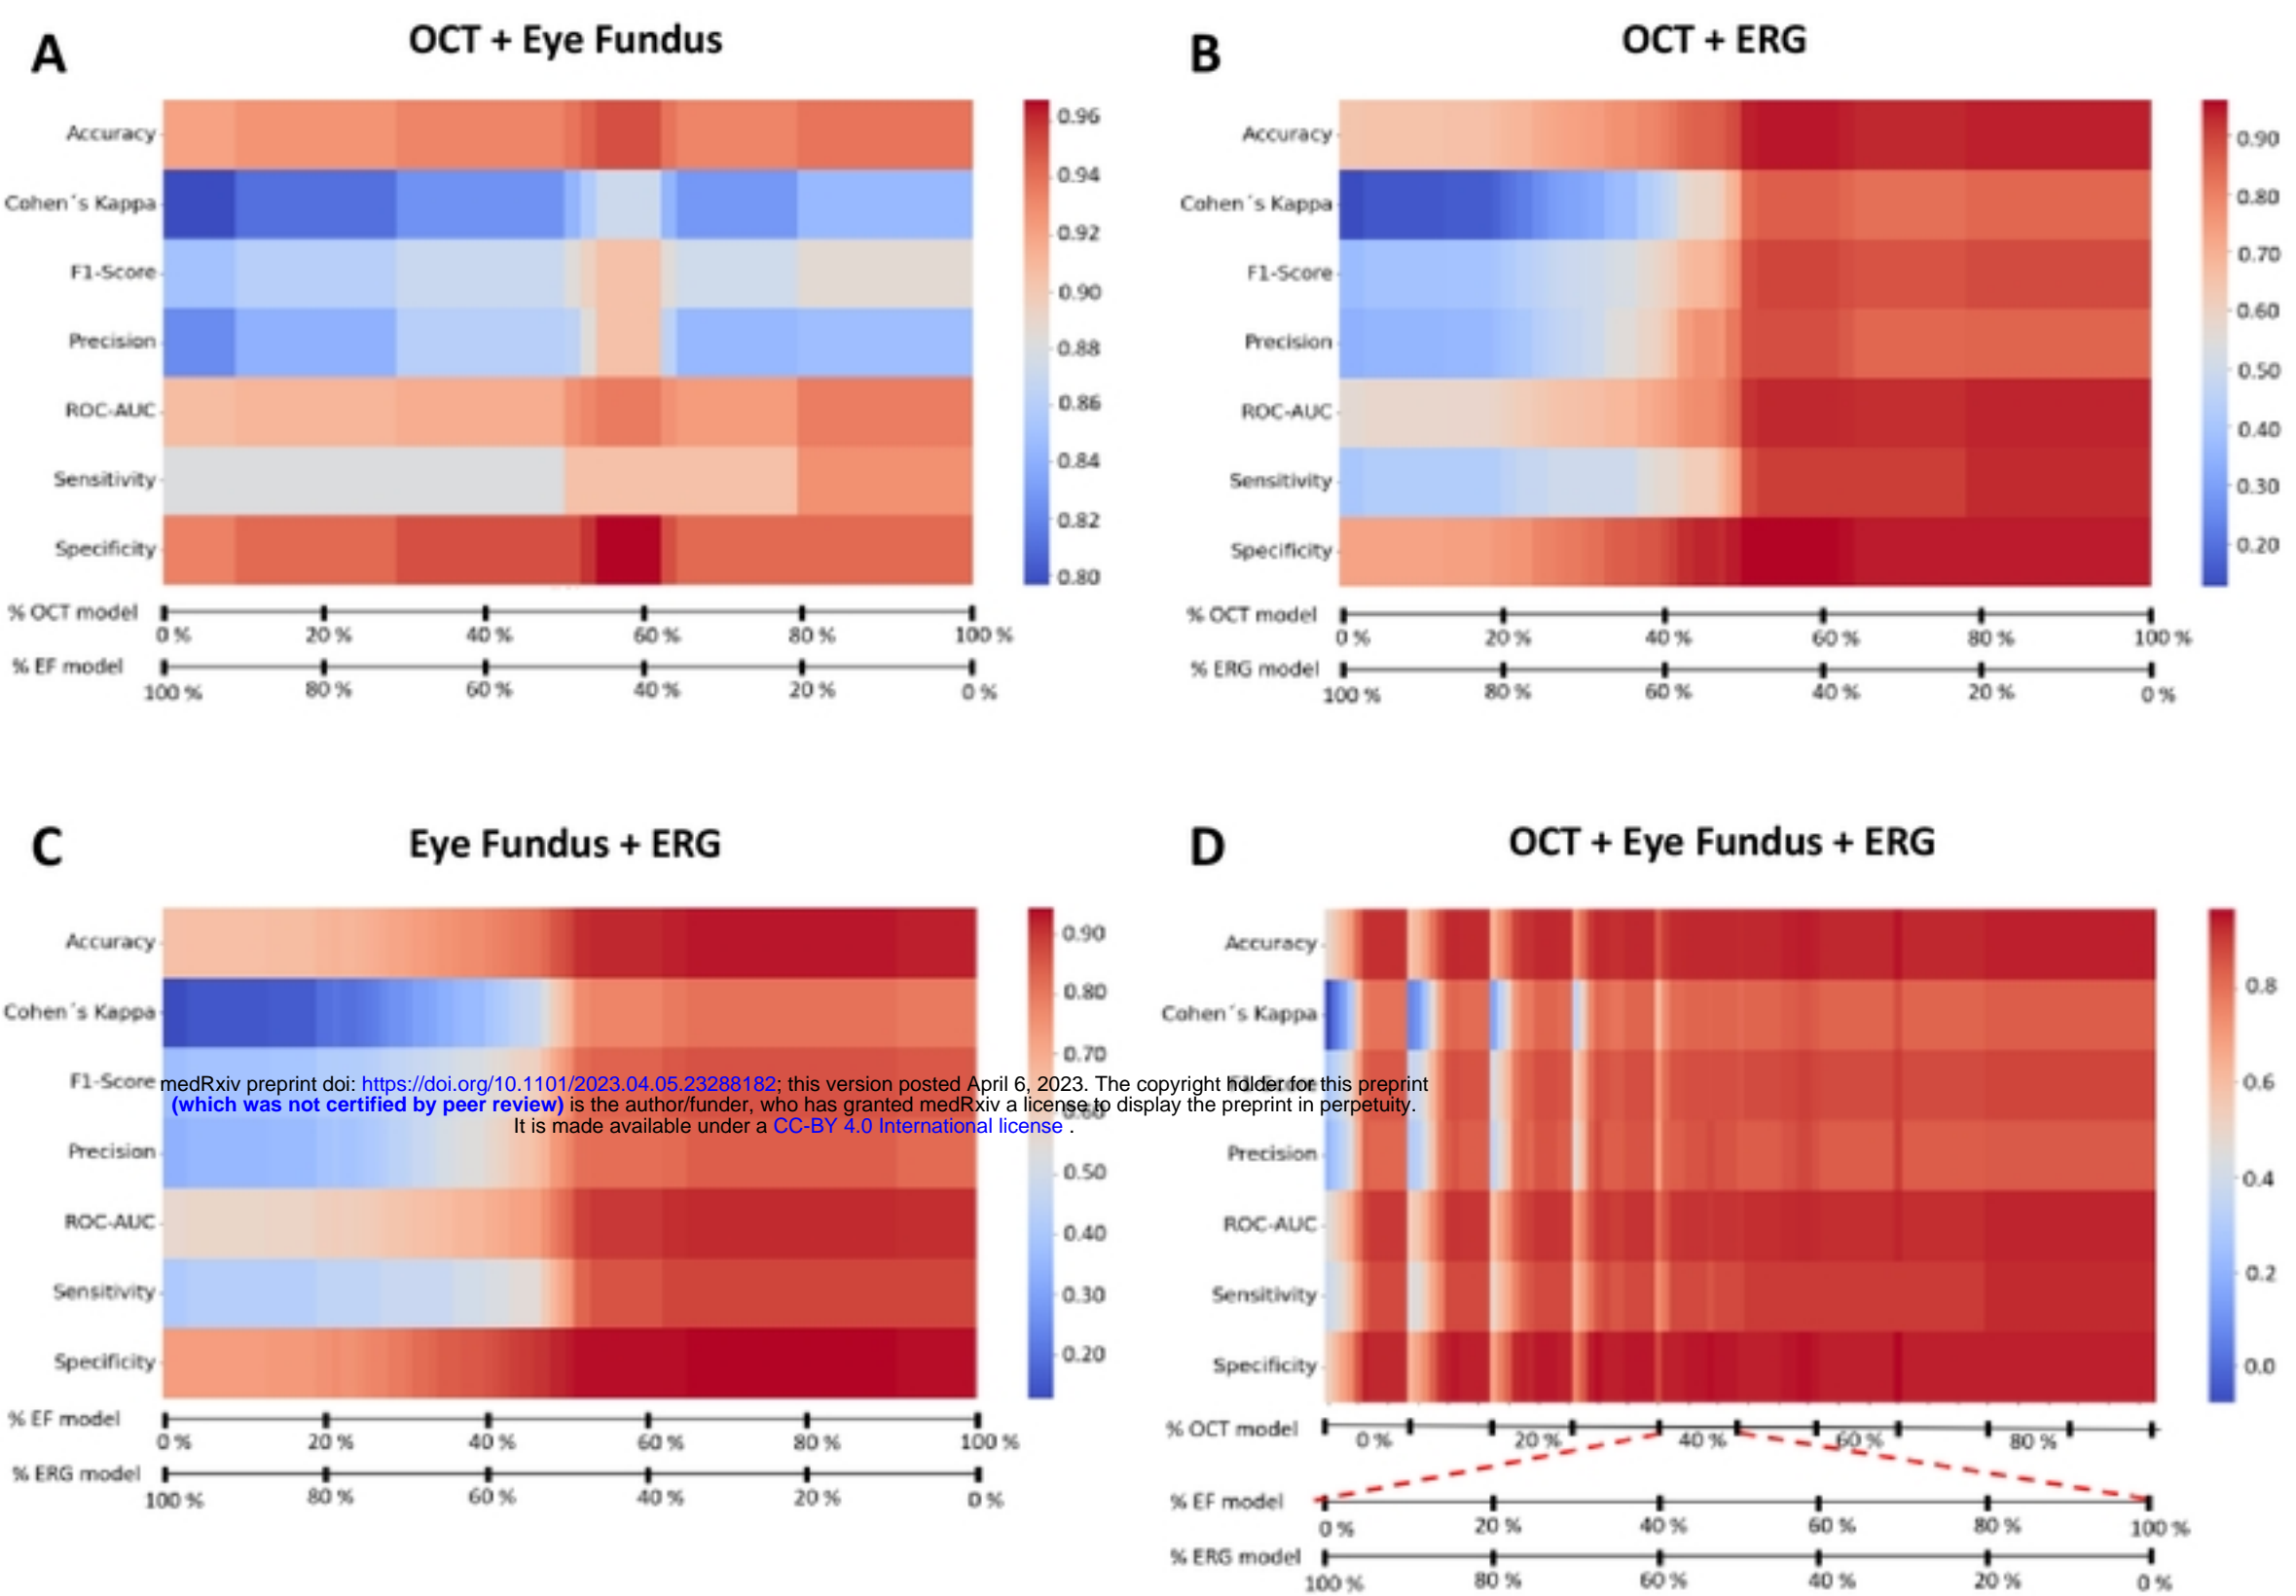 A
OCT + Eye Fundus
Accuracy
Cohen´s Kappa
F1-Score
Precision
ROC-AUC
Sensitivity
Specificity
0.96
0.94
0.92
0.90
0.88
0.86
0.84
0.82
0.80
% OCT model
0 % 20 % 40 % 60 % 80 % 100 %
% EF model
100 % 80 % 60 % 40 % 20 % 0 %
B
OCT + ERG
Accuracy
Cohen´s Kappa
F1-Score
Precision
ROC-AUC
Sensitivity
Specificity
0.90
0.80
0.70
0.60
0.50
0.40
0.30
0.20
% OCT model
0 % 20 % 40 % 60 % 80 % 100 %
% ERG model
100 % 80 % 60 % 40 % 20 % 0 %
C
Eye Fundus + ERG
Accuracy
Cohen´s Kappa
F1-Score
Precision
ROC-AUC
Sensitivity
Specificity
0.90
0.80
0.70
0.60
0.50
0.40
0.30
0.20
% EF model
0 % 20 % 40 % 60 % 80 % 100 %
% ERG model
100 % 80 % 60 % 40 % 20 % 0 %
medRxiv preprint doi: https://doi.org/10.1101/2023.04.05.23288182; this version posted April 6, 2023. The copyright holder for this preprint
(which was not certified by peer review) is the author/funder, who has granted medRxiv a license to display the preprint in perpetuity.
It is made available under a CC-BY 4.0 International license .
D
OCT + Eye Fundus + ERG
Accuracy
Cohen´s Kappa
F1-Score
Precision
ROC-AUC
Sensitivity
Specificity
0.8
0.6
0.4
0.2
0.0
% OCT model
0 % 20 % 40 % 60 % 80 %
% EF model
0 % 20 % 40 % 60 % 80 % 100 %
% ERG model
100 % 80 % 60 % 40 % 20 % 0 %